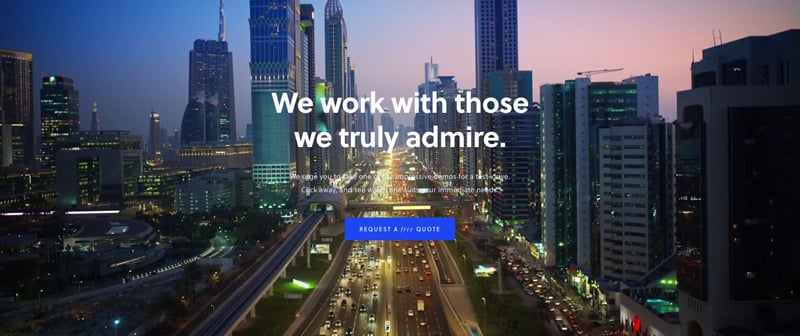 We work with those
we truly admire.
We urge you to take one of our impressive demos for a test-drive.
Click away, and see which one suits your immediate needs.
REQUEST A free QUOTE